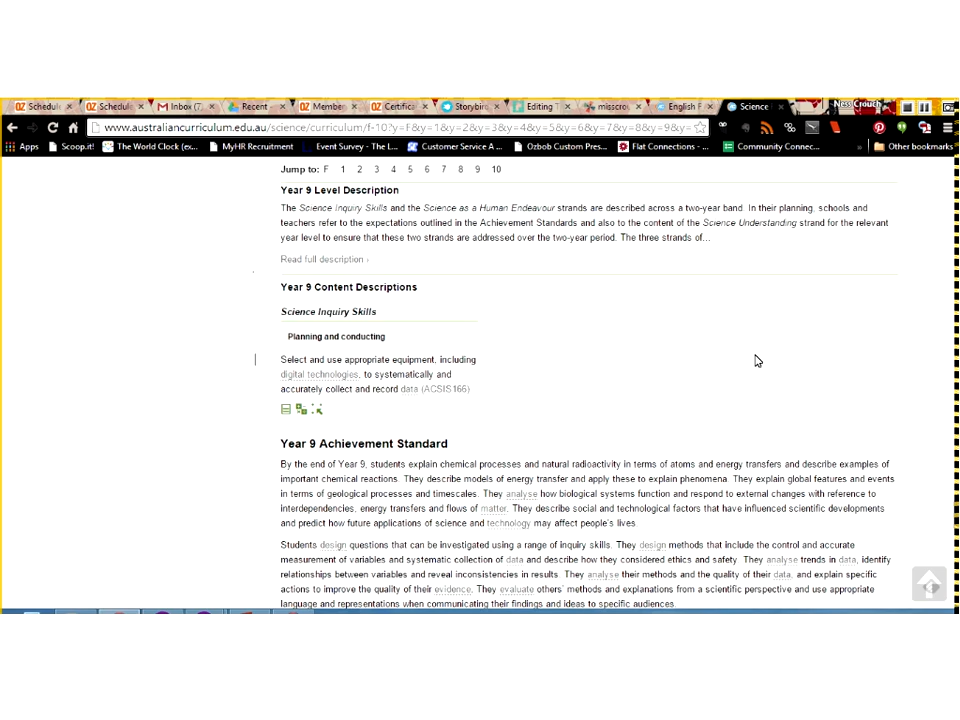 Schedule Schedule Inbox (7 Recent - Member Certifica Storybir Editing T misscro English F Science Ness Crouch
www.australiancurriculum.edu.au/science/curriculum/f-10?y=F&y=1&y=2&y=3&y=4&y=5&y=6&y=7&y=8&y=9&y=
Apps Scoop.it! The World Clock (ex... MyHR Recruitment Event Survey - The L... Customer Service A ... Ozbob Custom Pres... Flat Connections - ... Community Connec... » Other bookmarks
Jump to: F 1 2 3 4 5 6 7 8 9 10
Year 9 Level Description
The Science Inquiry Skills and the Science as a Human Endeavour strands are described across a two-year band. In their planning, schools and
teachers refer to the expectations outlined in the Achievement Standards and also to the content of the Science Understanding strand for the relevant
year level to ensure that these two strands are addressed over the two-year period. The three strands of...
Read full description ›
Year 9 Content Descriptions
Science Inquiry Skills
Planning and conducting
Select and use appropriate equipment, including
digital technologies, to systematically and
accurately collect and record data (ACSIS166)
Year 9 Achievement Standard
By the end of Year 9, students explain chemical processes and natural radioactivity in terms of atoms and energy transfers and describe examples of
important chemical reactions. They describe models of energy transfer and apply these to explain phenomena. They explain global features and events
in terms of geological processes and timescales. They analyse how biological systems function and respond to external changes with reference to
interdependencies, energy transfers and flows of matter. They describe social and technological factors that have influenced scientific developments
and predict how future applications of science and technology may affect people's lives.
Students design questions that can be investigated using a range of inquiry skills. They design methods that include the control and accurate
measurement of variables and systematic collection of data and describe how they considered ethics and safety. They analyse trends in data, identify
relationships between variables and reveal inconsistencies in results. They analyse their methods and the quality of their data, and explain specific
actions to improve the quality of their evidence. They evaluate others' methods and explanations from a scientific perspective and use appropriate
language and representations when communicating their findings and ideas to specific audiences.